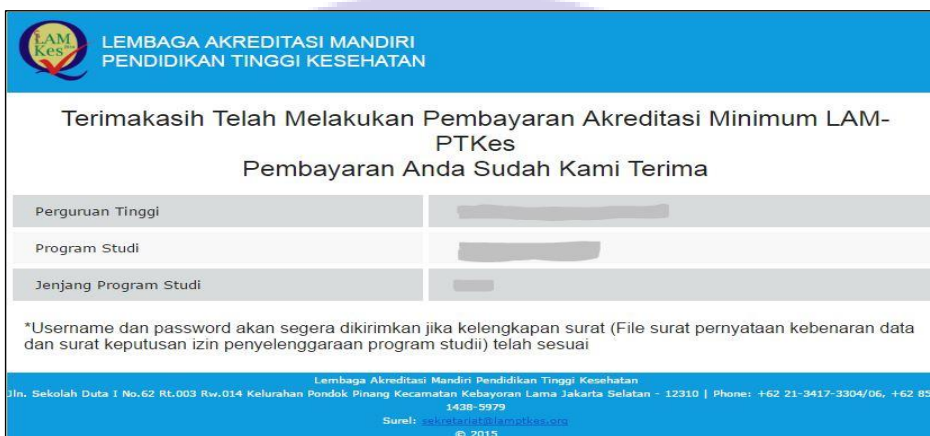 LAM
Kes
LEMBAGA AKREDITASI MANDIRI
PENDIDIKAN TINGGI KESEHATAN
Terimakasih Telah Melakukan Pembayaran Akreditasi Minimum LAM-
PTKes
Pembayaran Anda Sudah Kami Terima
Perguruan Tinggi
Program Studi
Jenjang Program Studi
*Username dan password akan segera dikirimkan jika kelengkapan surat (File surat pernyataan kebenaran data
dan surat keputusan izin penyelenggaraan program studii) telah sesuai
Lembaga Akreditasi Mandiri Pendidikan Tinggi Kesehatan
Jln. Sekolah Duta I No.62 Rt.003 Rw.014 Kelurahan Pondok Pinang Kecamatan Kebayoran Lama Jakarta Selatan - 12310 | Phone: +62 21-3417-3304/06, +62 85
1438-5979
Surel: sekretariat@lamptkes.org
© 2015